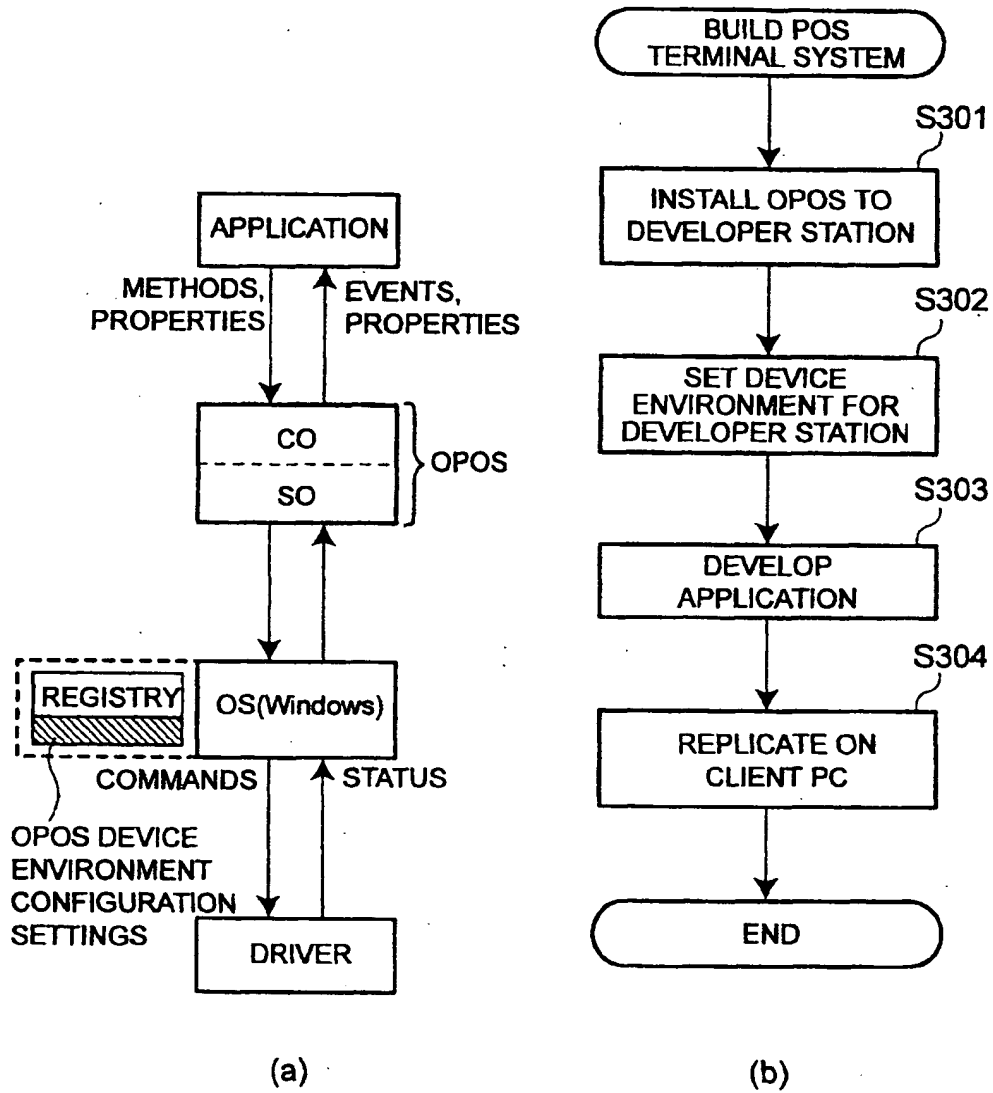 APPLICATION
METHODS,
PROPERTIES
EVENTS,
PROPERTIES
CO
SO
OPOS
REGISTRY
OS(Windows)
COMMANDS
STATUS
OPOS DEVICE
ENVIRONMENT
CONFIGURATION
SETTINGS
DRIVER
(a)
BUILD POS
TERMINAL SYSTEM
S301
INSTALL OPOS TO
DEVELOPER STATION
S302
SET DEVICE
ENVIRONMENT FOR
DEVELOPER STATION
S303
DEVELOP
APPLICATION
S304
REPLICATE ON
CLIENT PC
END
(b)